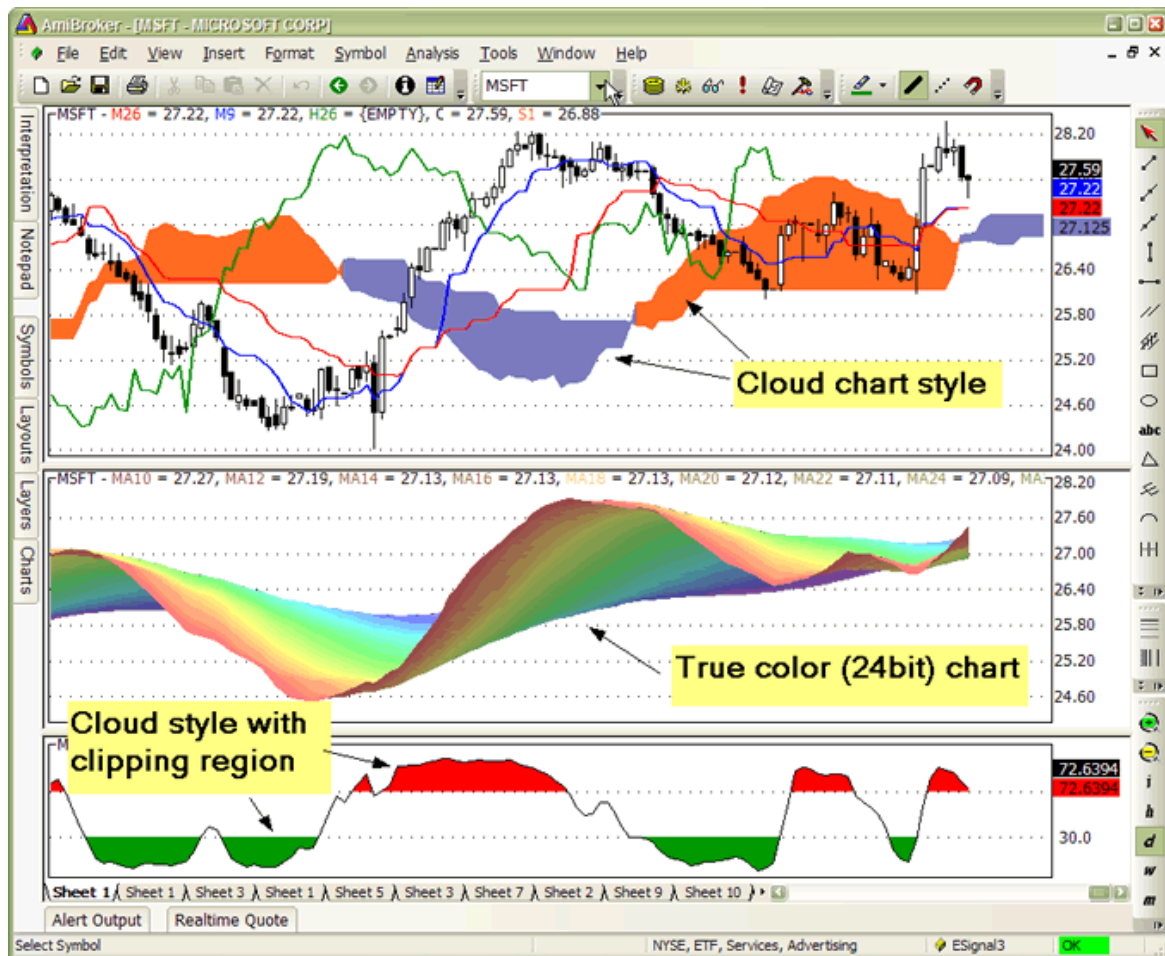 AmiBroker - [MSFT - MICROSOFT CORP]
File Edit View Insert Format Symbol Analysis Tools Window Help
MSFT
Interpretation
Notepad
Symbols
Layouts
Layers
Charts
MSFT - M26 = 27.22, M9 = 27.22, H26 = {EMPTY}, C = 27.59, S1 = 26.88
28.20
27.59
27.22
27.22
27.125
26.40
25.80
25.20
24.60
24.00
Cloud chart style
MSFT - MA10 = 27.27, MA12 = 27.19, MA14 = 27.13, MA16 = 27.13, MA18 = 27.13, MA20 = 27.12, MA22 = 27.11, MA24 = 27.09, MA
28.20
27.60
27.00
26.40
25.80
25.20
24.60
True color (24bit) chart
Cloud style with
clipping region
72.6394
72.6394
30.0
abc
i
h
d
w
m
Sheet 1 Sheet 1 Sheet 3 Sheet 1 Sheet 5 Sheet 3 Sheet 7 Sheet 2 Sheet 9 Sheet 10
Alert Output Realtime Quote
Select Symbol NYSE, ETF, Services, Advertising ESignal3 OK